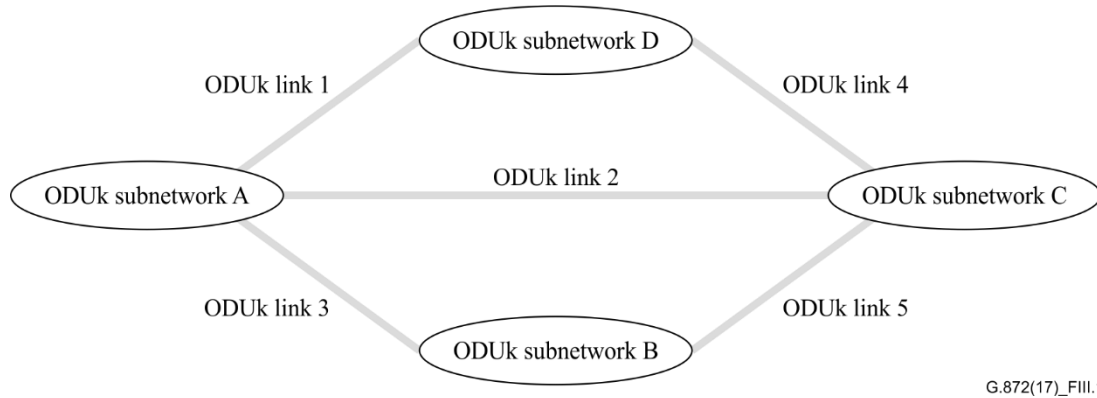 ODUk subnetwork D
ODUk link 1
ODUk link 4
ODUk subnetwork A
ODUk link 2
ODUk subnetwork C
ODUk link 3
ODUk link 5
ODUk subnetwork B
G.872(17)_FIII.